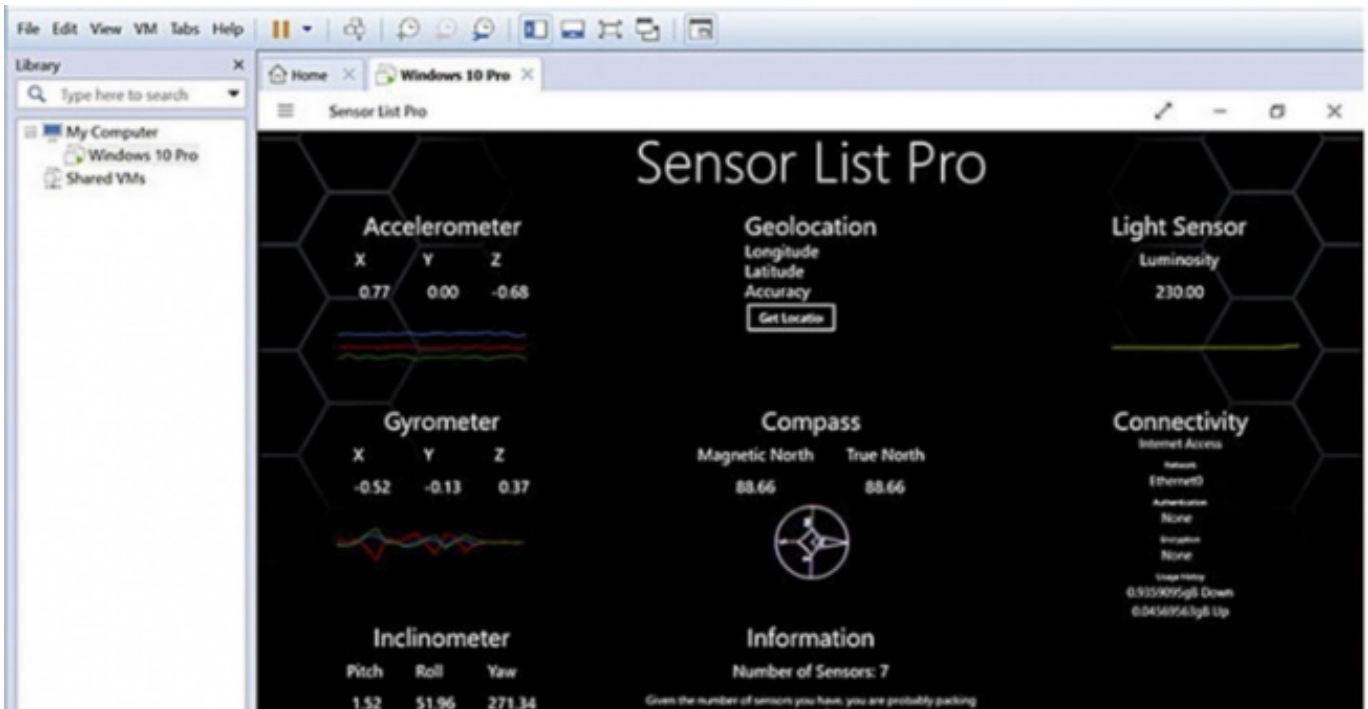 File Edit View VM Tabs Help
Library
Type here to search
My Computer
Windows 10 Pro
Shared VMs
Home
Windows 10 Pro
Sensor List Pro
Sensor List Pro
Accelerometer
X Y Z
0.77 0.00 -0.68
Geolocation
Longitude
Latitude
Accuracy
Get Locatio
Light Sensor
Luminosity
230.00
Gyrometer
X Y Z
-0.52 -0.13 0.37
Compass
Magnetic North True North
88.66 88.66
Connectivity
Internet Access
Network
Ethernet0
Authentication
None
Encryption
None
Usage History
0.9359095gB Down
0.04569563gB Up
Inclinometer
Pitch Roll Yaw
1.52 51.96 271.34
Information
Number of Sensors: 7
Given the number of sensors you have, you are probably packing